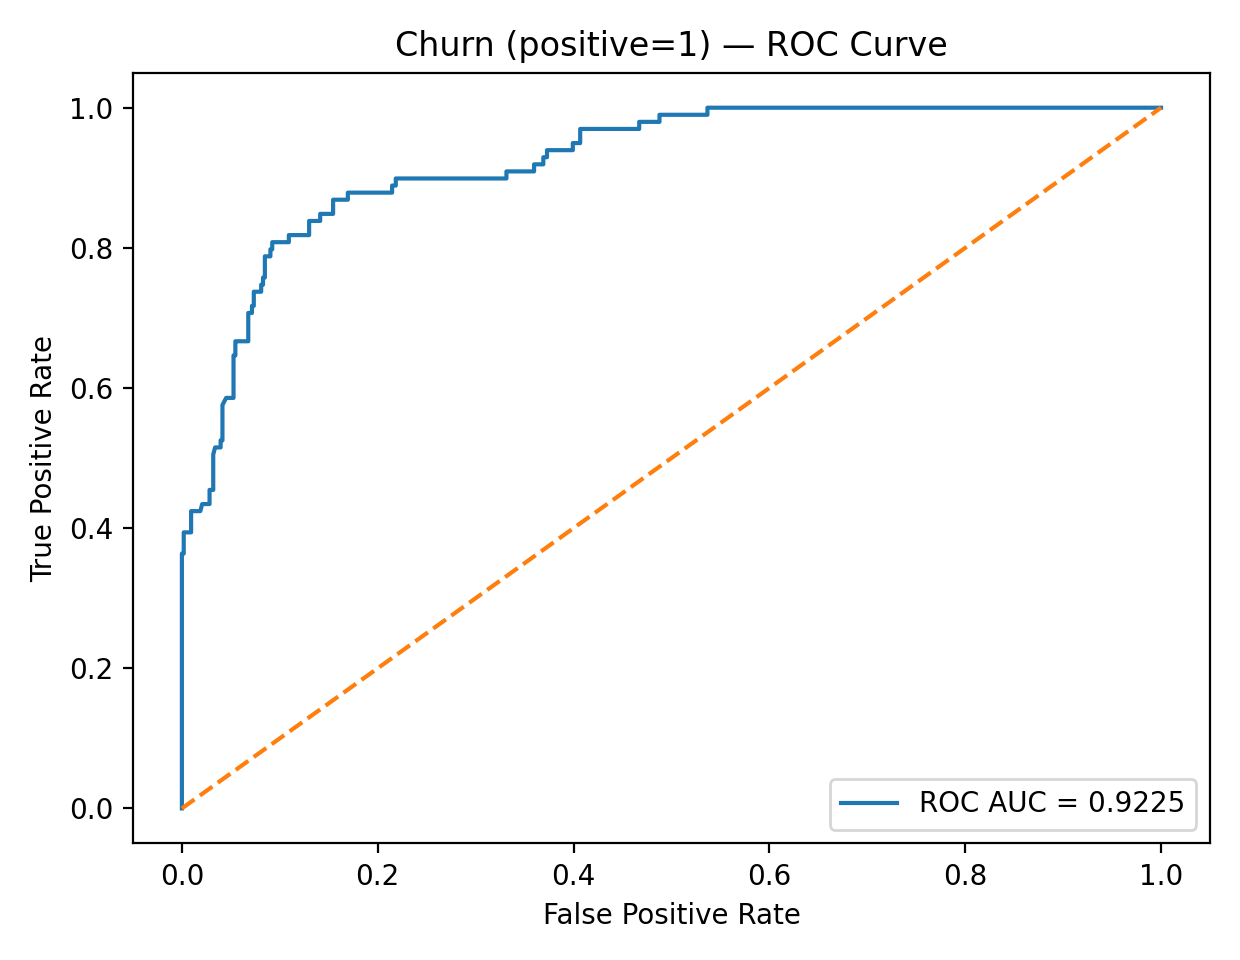 Churn (positive=1) — ROC Curve
True Positive Rate
1.0
0.8
0.6
0.4
0.2
0.0
ROC AUC = 0.9225
0.0 0.2 0.4 0.6 0.8 1.0
False Positive Rate